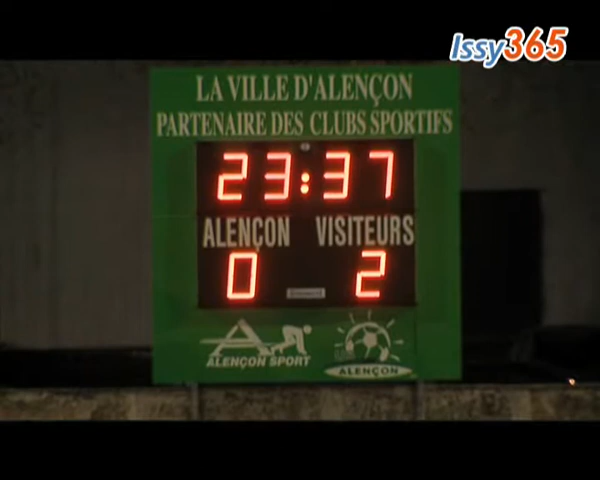 Issy365
LA VILLE D'ALENÇON
PARTENAIRE DES CLUBS SPORTIFS
23:37
ALENÇON VISITEURS
0 2
ALENÇON SPORT
ALENÇON